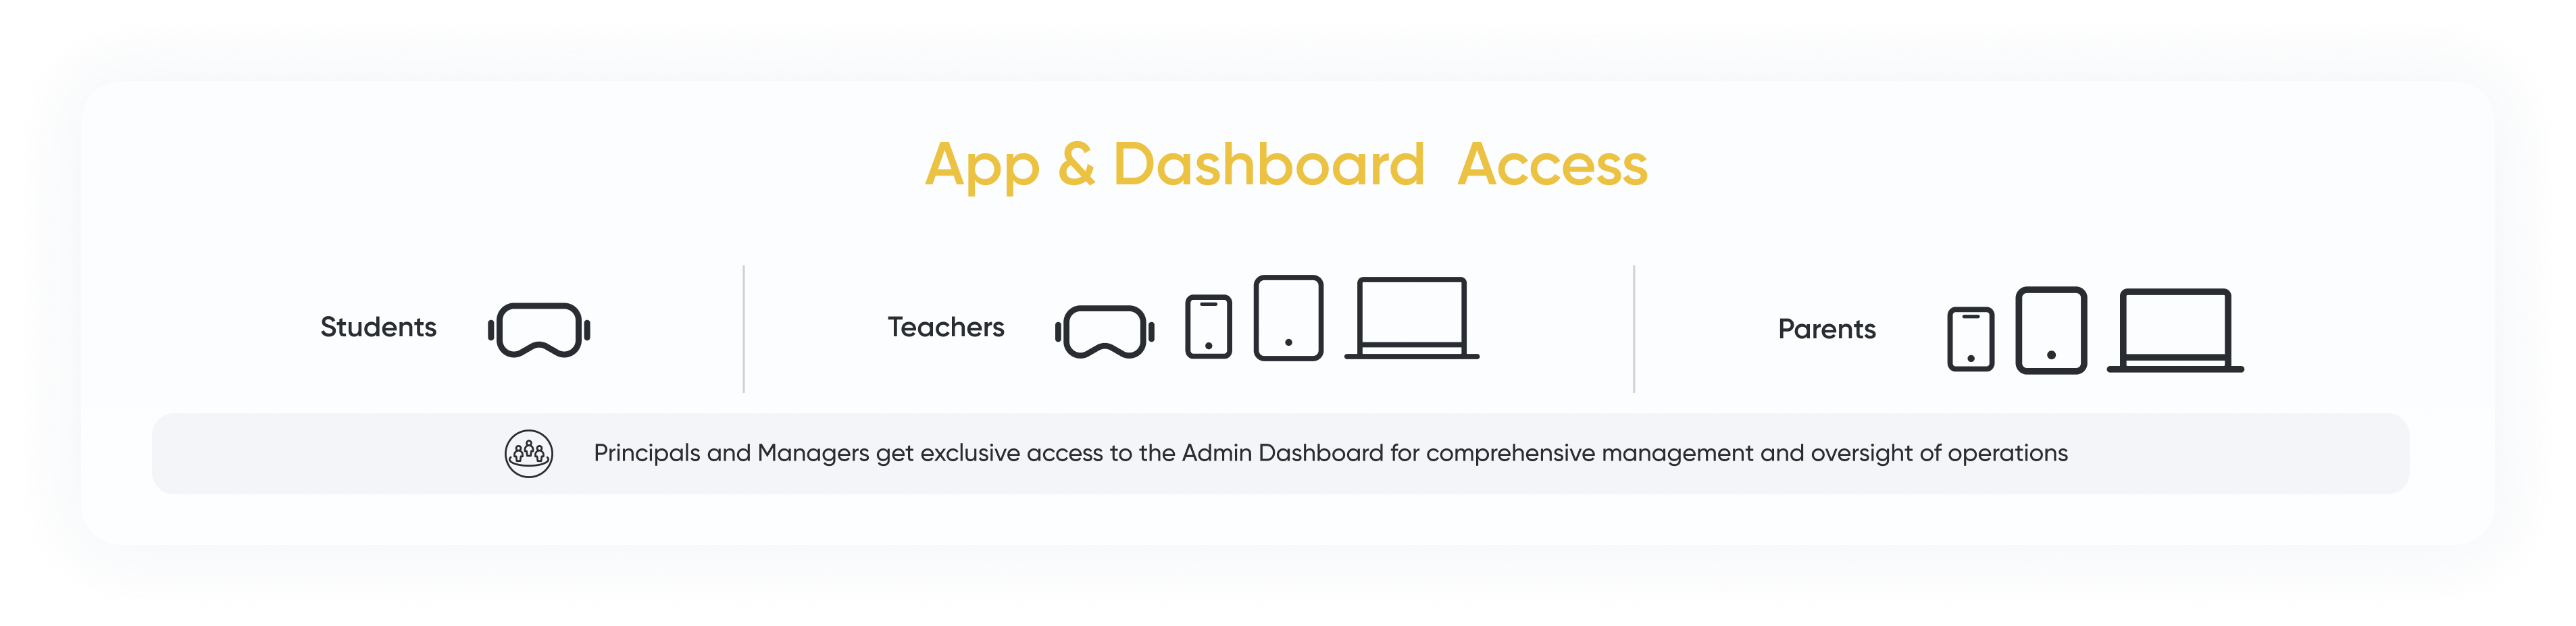 App & Dashboard Access
Students
Teachers
Parents
Principals and Managers get exclusive access to the Admin Dashboard for comprehensive management and oversight of operations